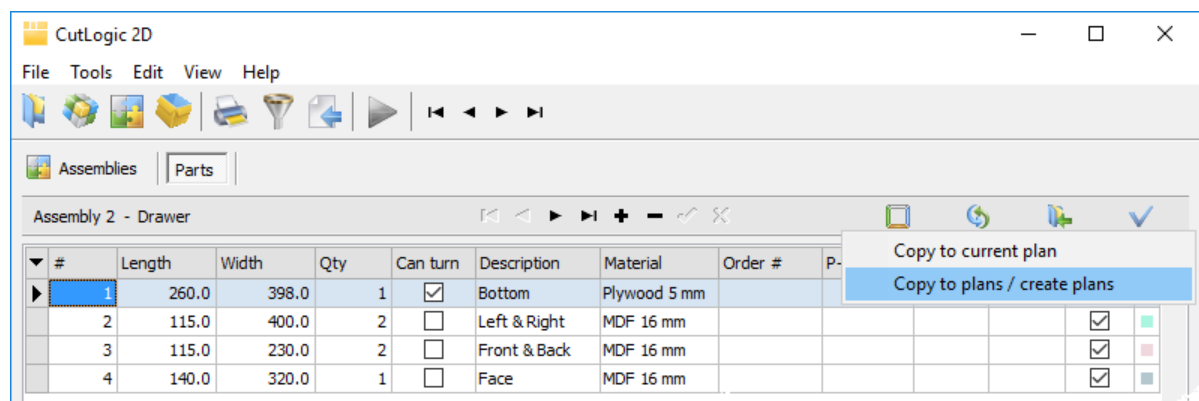 CutLogic 2D
File Tools Edit View Help
Assemblies Parts
Assembly 2 - Drawer
Copy to current plan
Copy to plans / create plans
# Length Width Qty Can turn Description Material Order # P-
1 260.0 398.0 1 Bottom Plywood 5 mm
2 115.0 400.0 2 Left & Right MDF 16 mm
3 115.0 230.0 2 Front & Back MDF 16 mm
4 140.0 320.0 1 Face MDF 16 mm